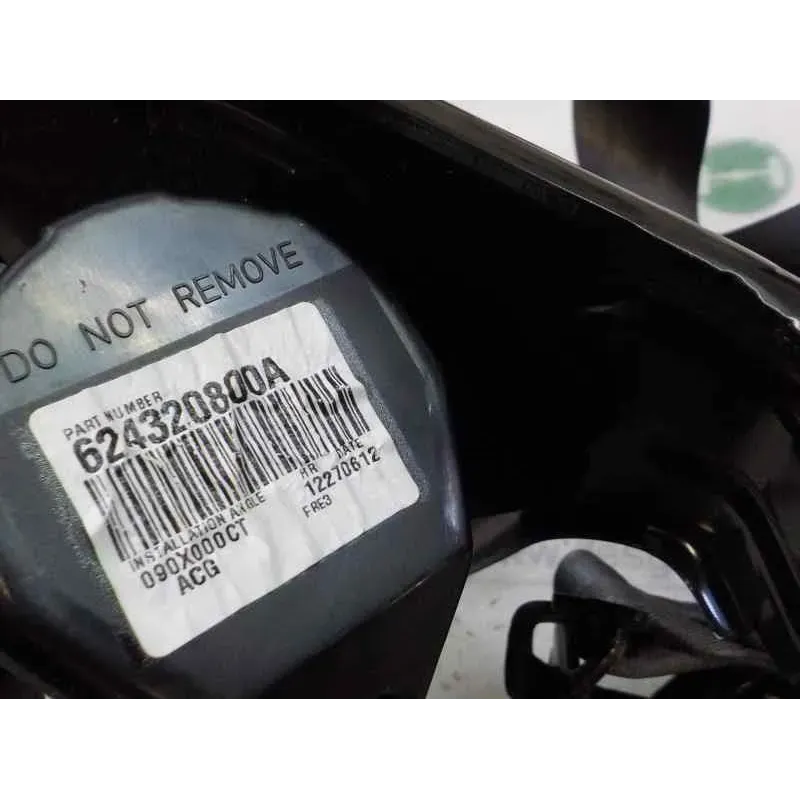 DO NOT REMOVE
PART NUMBER
624320800A
INSTALLATION ANGLE
HR DATE
090X000CT
12270612
ACG
FRE3